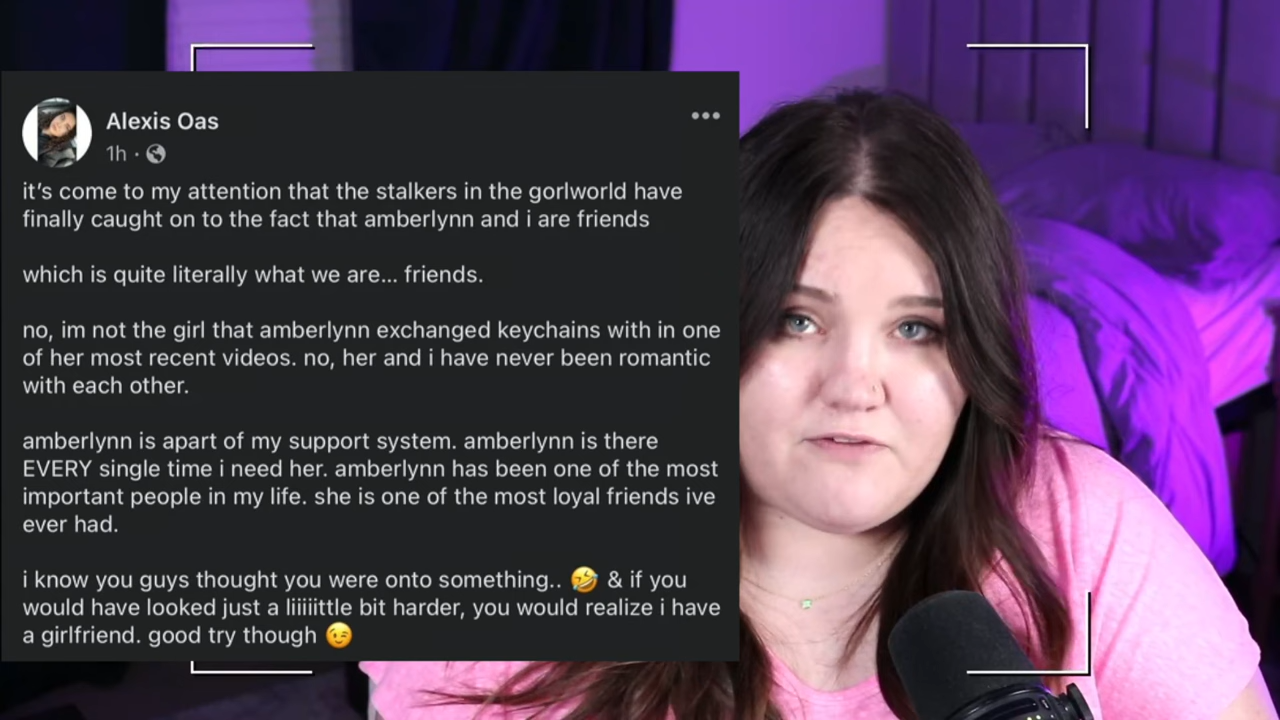 Alexis Oas
1h ·
it's come to my attention that the stalkers in the gorlworld have
finally caught on to the fact that amberlynn and i are friends
which is quite literally what we are... friends.
no, im not the girl that amberlynn exchanged keychains with in one
of her most recent videos. no, her and i have never been romantic
with each other.
amberlynn is apart of my support system. amberlynn is there
EVERY single time i need her. amberlynn has been one of the most
important people in my life. she is one of the most loyal friends ive
ever had.
i know you guys thought you were onto something.. 🤣 & if you
would have looked just a liiiiittle bit harder, you would realize i have
a girlfriend. good try though 😉